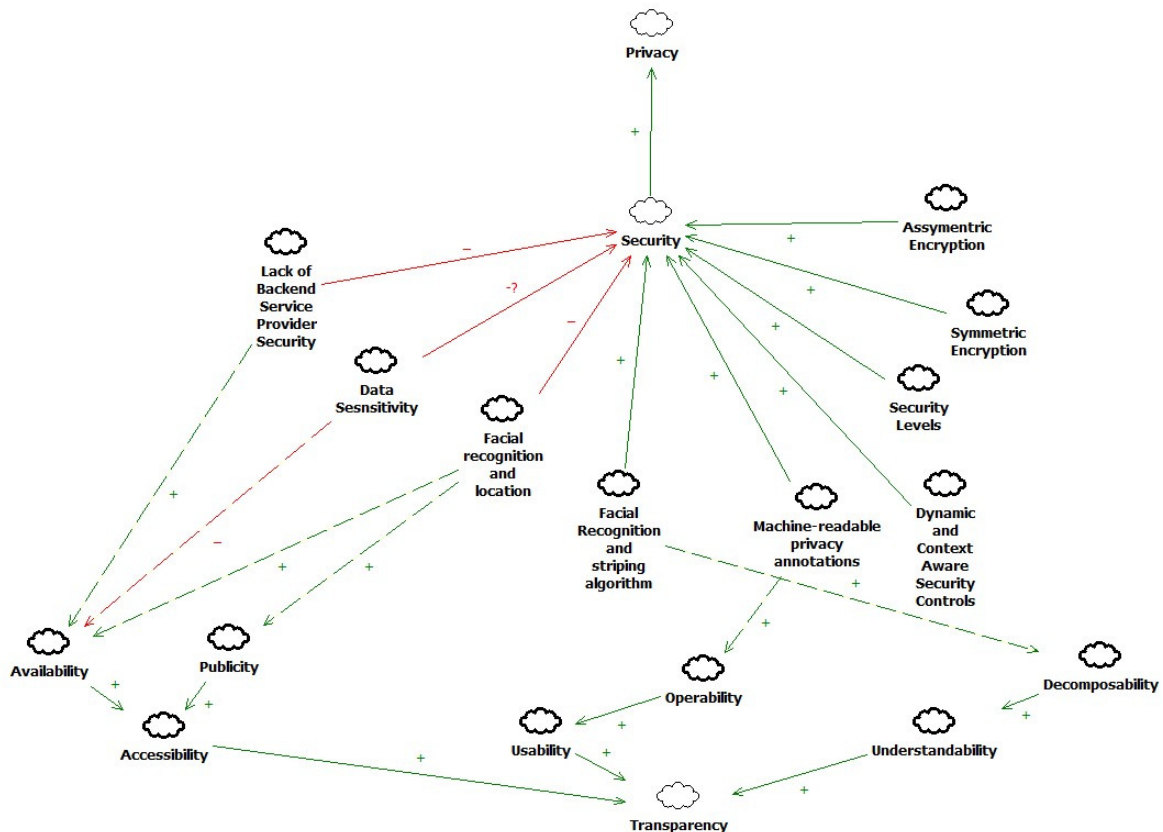 Privacy
+
Security
Assymentric
Encryption
+
Lack of
Backend
Service
Provider
Security
–
-?
–
+
Symmetric
Encryption
+
Data
Sesnsitivity
+
+
+
Security
Levels
Facial
recognition
and
location
+
Facial
Recognition
and
striping
algorithm
Machine-readable
privacy
annotations
Dynamic
and
Context
Aware
Security
Controls
+
–
+
+
+
+
Availability
Publicity
Operability
Decomposability
+
+
Accessibility
Usability
+
Understandability
+
+
+
+
Transparency